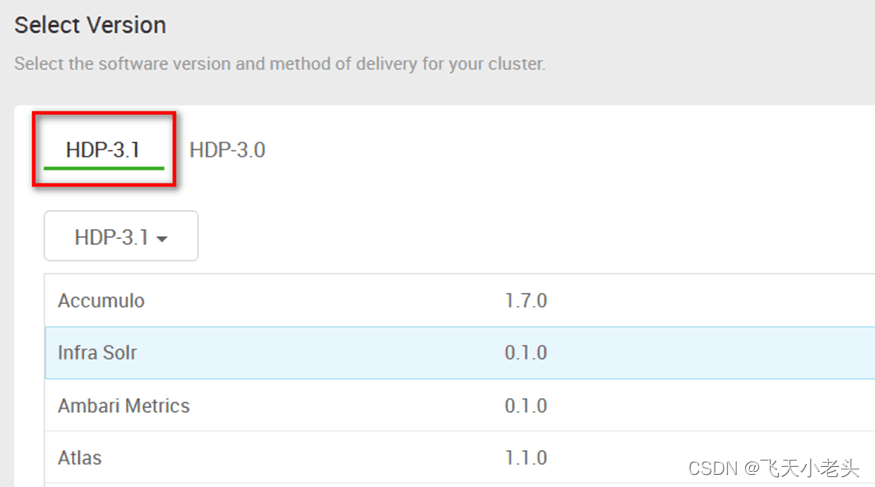 Select Version
Select the software version and method of delivery for your cluster.
HDP-3.1 HDP-3.0
HDP-3.1
Accumulo 1.7.0
Infra Solr 0.1.0
Ambari Metrics 0.1.0
Atlas 1.1.0
CSDN @飞天小老头